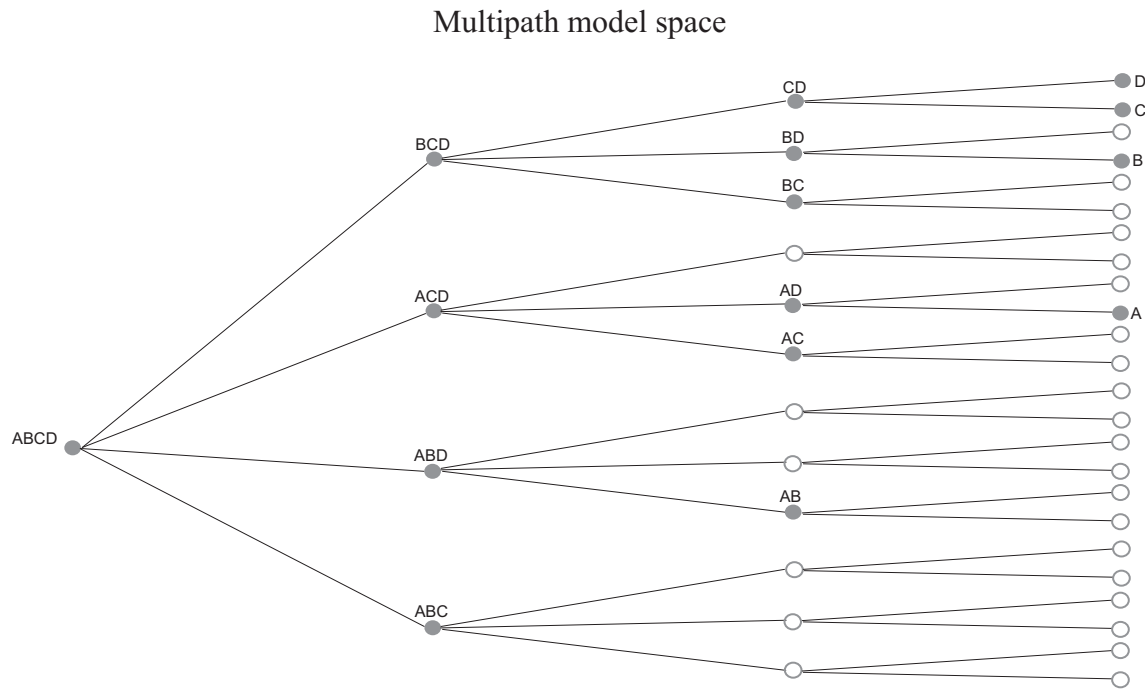 Multipath model space
CD
D
C
BCD
BD
B
BC
ACD
AD
A
AC
ABCD
ABD
AB
ABC